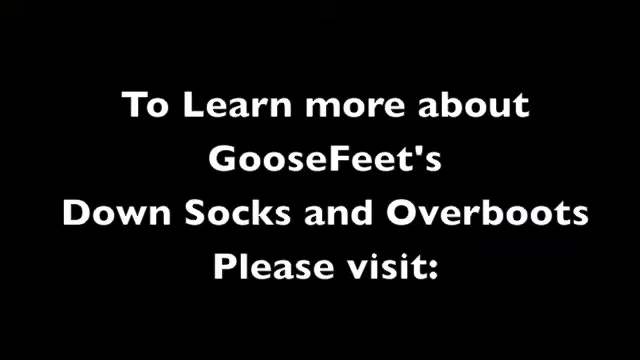 To Learn more about
GooseFeet's
Down Socks and Overboots
Please visit: